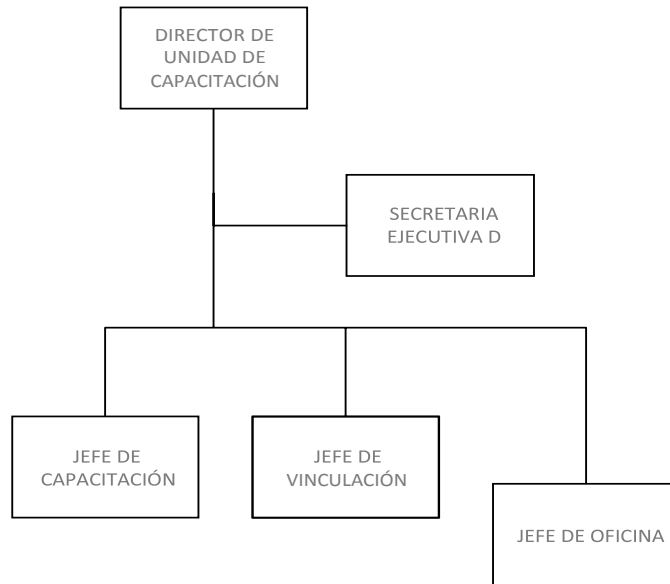 DIRECTOR DE
UNIDAD DE
CAPACITACIÓN
SECRETARIA
EJECUTIVA D
JEFE DE
CAPACITACIÓN
JEFE DE
VINCULACIÓN
JEFE DE OFICINA